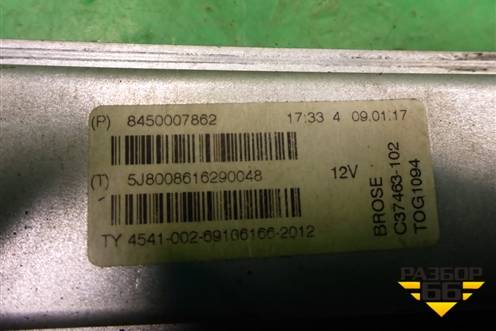 (P) 8450007862 17:33 4 09.01.17
(T) 5J8008616290048 12V
TY 4541-002-69106166-2012
BROSE
C37463-102
TOG1094
РАЗБОР
66